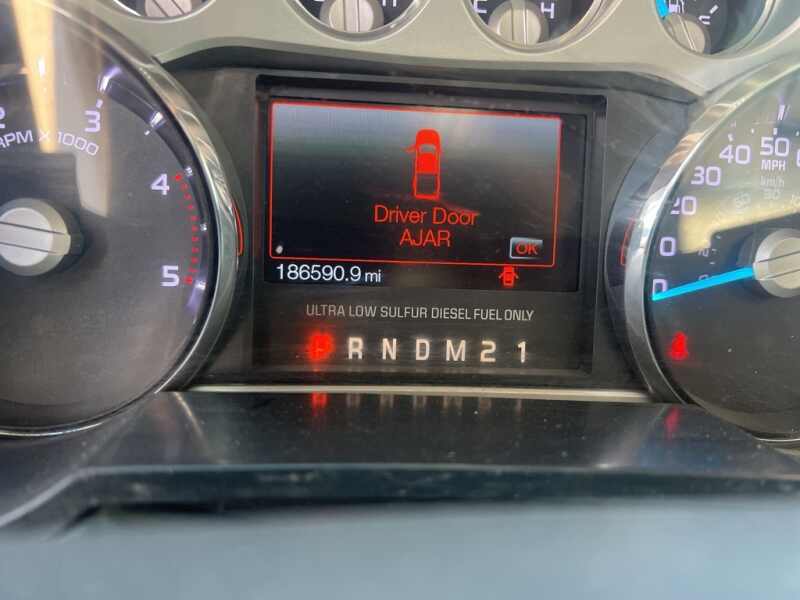 H
C
H
F
3
RPM X 1000
4
5
Driver Door
AJAR
OK
186590.9 mi
ULTRA LOW SULFUR DIESEL FUEL ONLY
P R N D M 2 1
50
MPH
40
km/h
30
20
0